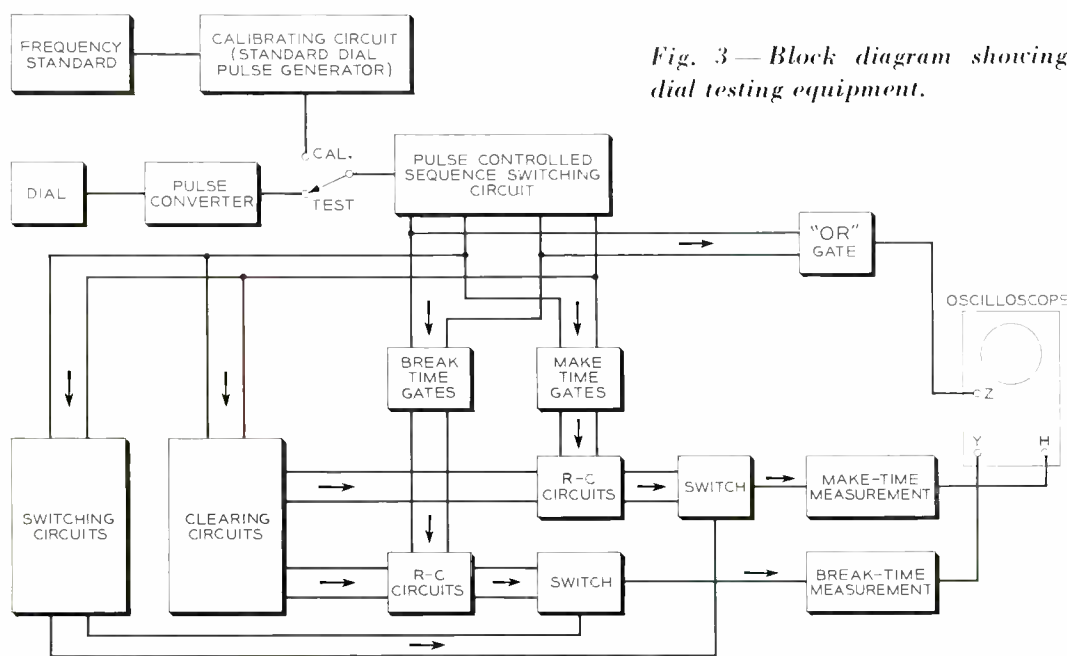 FREQUENCY
STANDARD
CALIBRATING CIRCUIT
(STANDARD DIAL
PULSE GENERATOR)
Fig. 3 — Block diagram showing
dial testing equipment.
CAL.
DIAL
PULSE
CONVERTER
TEST
PULSE CONTROLLED
SEQUENCE SWITCHING
CIRCUIT
"OR"
GATE
OSCILLOSCOPE
BREAK
TIME
GATES
MAKE
TIME
GATES
Z
Y H
SWITCHING
CIRCUITS
CLEARING
CIRCUITS
R-C
CIRCUITS
SWITCH
MAKE-TIME
MEASUREMENT
R-C
CIRCUITS
SWITCH
BREAK-TIME
MEASUREMENT